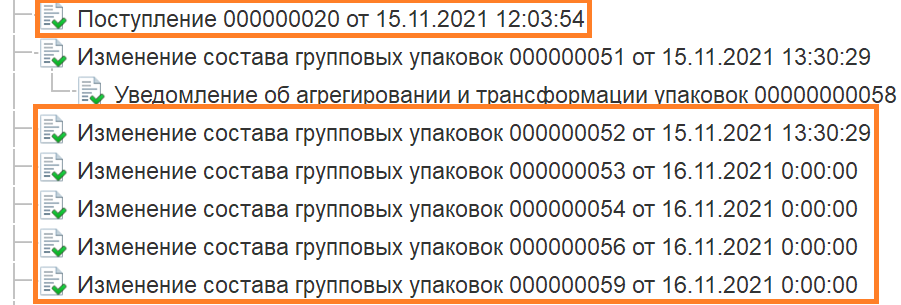 Поступление 000000020 от 15.11.2021 12:03:54
Изменение состава групповых упаковок 000000051 от 15.11.2021 13:30:29
Уведомление об агрегировании и трансформации упаковок 00000000058
Изменение состава групповых упаковок 000000052 от 15.11.2021 13:30:29
Изменение состава групповых упаковок 000000053 от 16.11.2021 0:00:00
Изменение состава групповых упаковок 000000054 от 16.11.2021 0:00:00
Изменение состава групповых упаковок 000000056 от 16.11.2021 0:00:00
Изменение состава групповых упаковок 000000059 от 16.11.2021 0:00:00